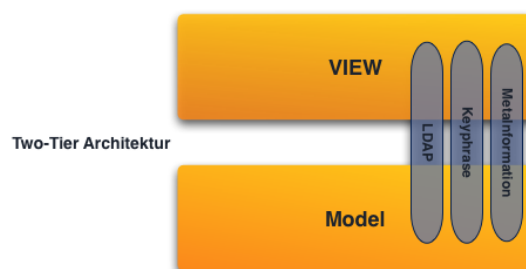 VIEW
Two-Tier Architektur
LDAP
Keyphrase
Metainformation
Model